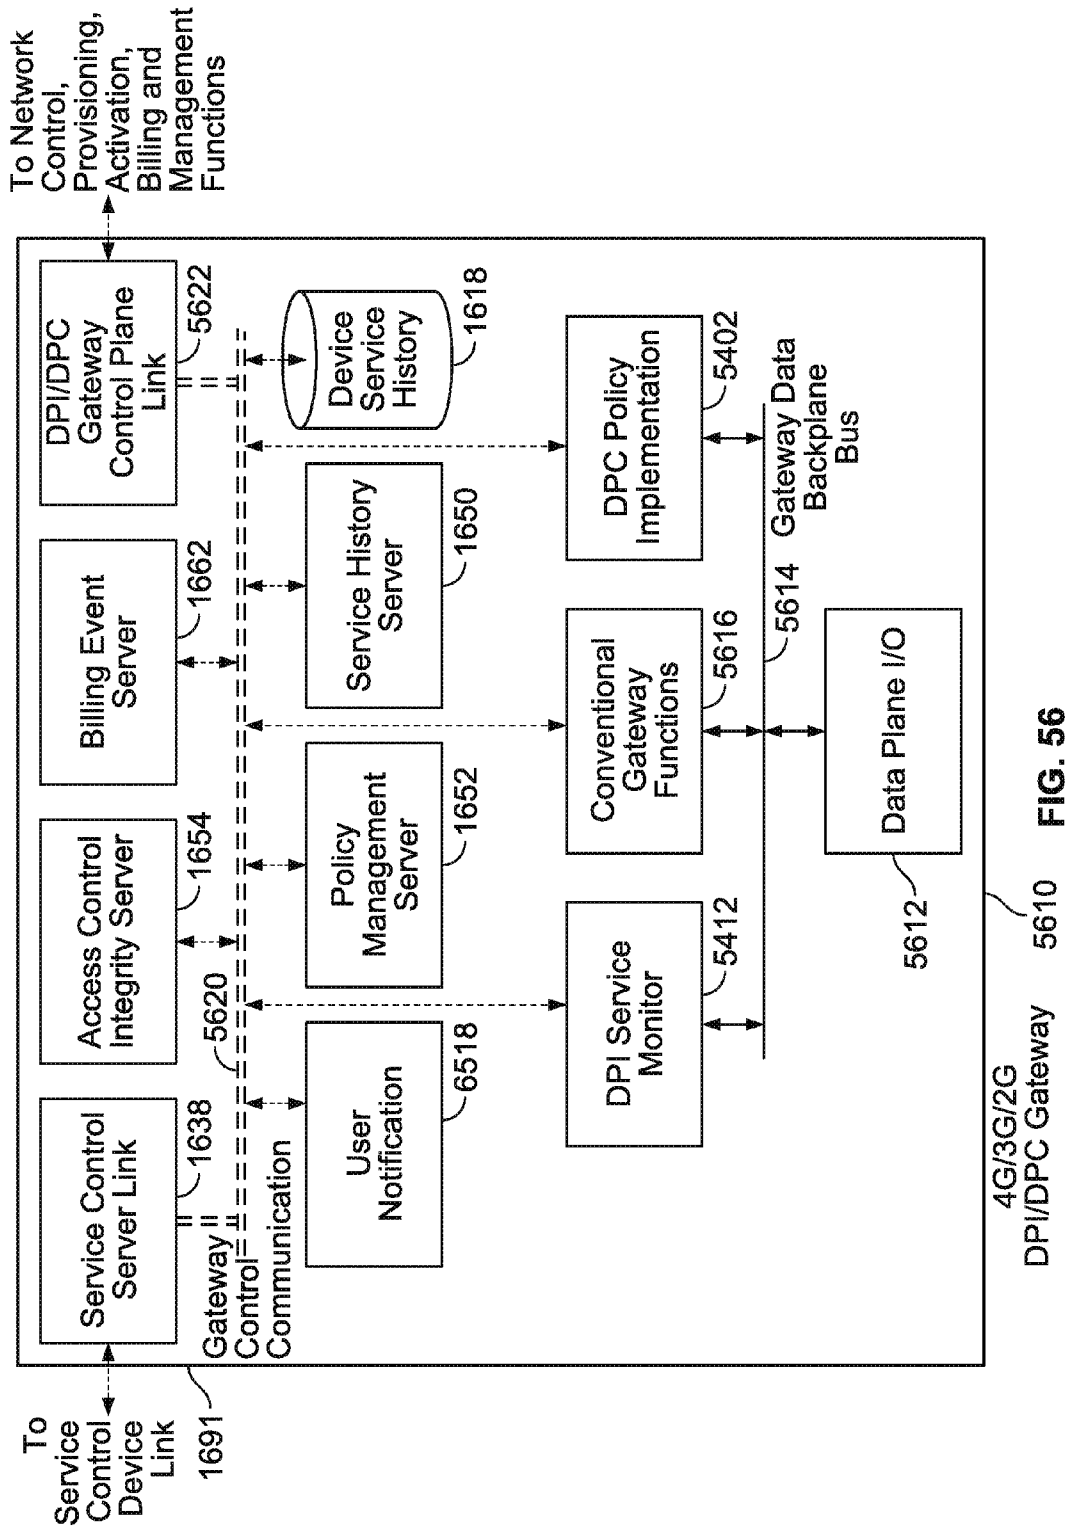 To
Service
Control
Device
Link
1691
Service Control
Server Link
1638
Access Control
Integrity Server
1654
Billing Event
Server
1662
DPI/DPC
Gateway
Control Plane
Link
5622
To Network
Control,
Provisioning,
Activation,
Billing and
Management
Functions
Gateway
Control
Communication
5620
User
Notification
6518
Policy
Management
Server
1652
Service History
Server
1650
Device
Service
History
1618
DPI Service
Monitor
5412
Conventional
Gateway
Functions
5616
DPC Policy
Implementation
5402
5614
Gateway Data
Backplane
Bus
Data Plane I/O
5612
4G/3G/2G
DPI/DPC Gateway
5610
FIG. 56